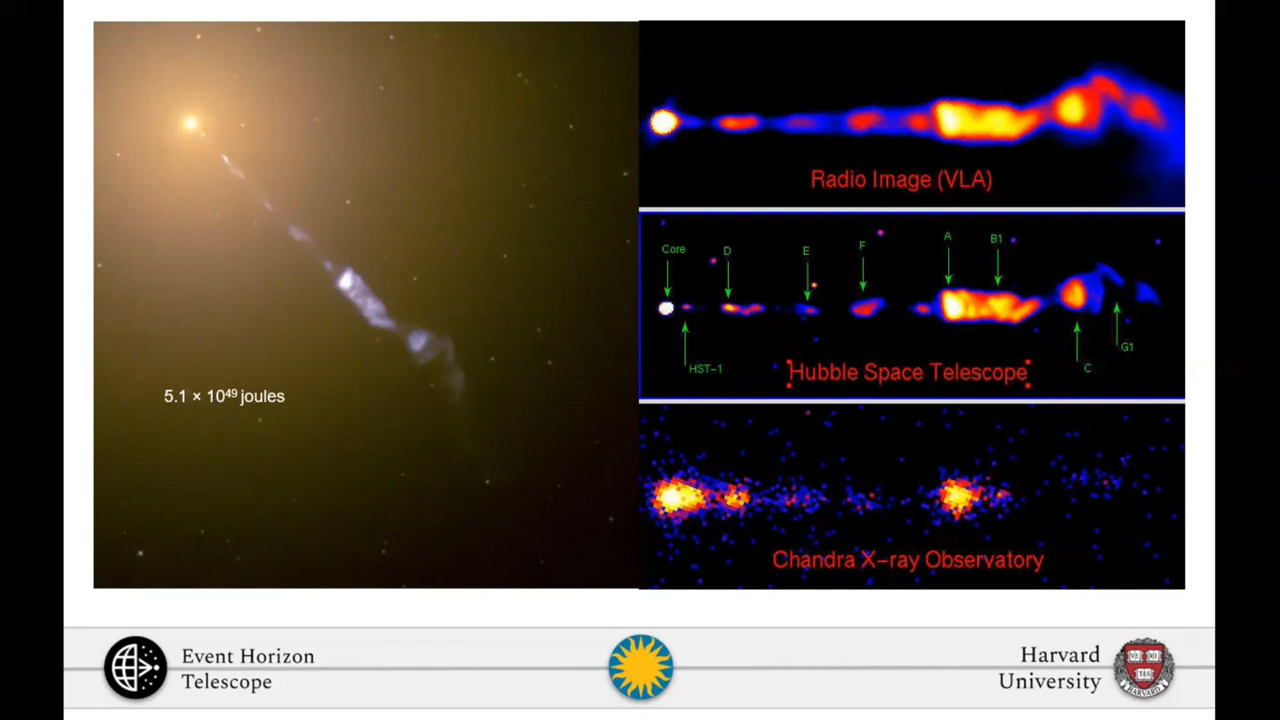 5.1 × 10⁴⁹ joules
Radio Image (VLA)
Core
D
E
F
A
B1
HST-1
C
G1
Hubble Space Telescope
Chandra X-ray Observatory
Event Horizon
Telescope
Harvard
University
HARVARD